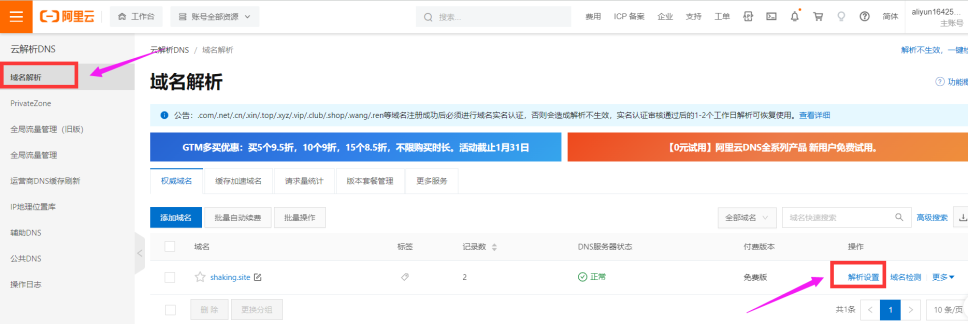 阿里云 工作台 账号全部资源 搜索... 费用 ICP 备案 企业 支持 工单 简体 aliyun16425...
主账号
云解析DNS
域名解析
PrivateZone
全局流量管理（旧版）
全局流量管理
运营商DNS缓存刷新
IP地理位置库
辅助DNS
公共DNS
操作日志
云解析DNS / 域名解析 解析不生效，一键
域名解析 功能
公告：.com/.net/.cn/.xin/.top/.xyz/.vip/.club/.shop/.wang/.ren等域名注册成功后必须进行域名实名认证，否则会造成解析不生效，实名认证审核通过后的1-2个工作日解析可恢复使用。 查看详细
GTM多买优惠：买5个9.5折，10个9折，15个8.5折，不限购买时长。活动截止1月31日 【0元试用】阿里云DNS全系列产品 新用户免费试用。
权威域名 缓存加速域名 请求量统计 版本套餐管理 更多服务
添加域名 批量自动续费 批量操作 全部域名 域名快速搜索 高级搜索
域名 标签 记录数 DNS服务器状态 付费版本 操作
shaking.site 2 正常 免费版 解析设置 域名检测 更多
删除 更换分组 共1条 1 10 条/页